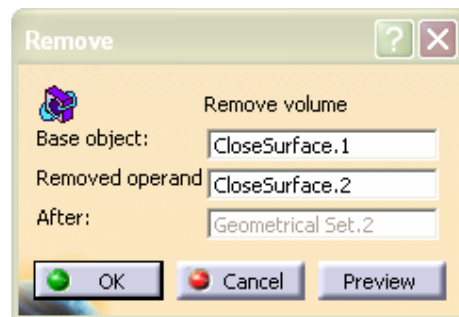 Remove
?
Remove volume
Base object: CloseSurface.1
Removed operand CloseSurface.2
After: Geometrical Set.2
OK Cancel Preview